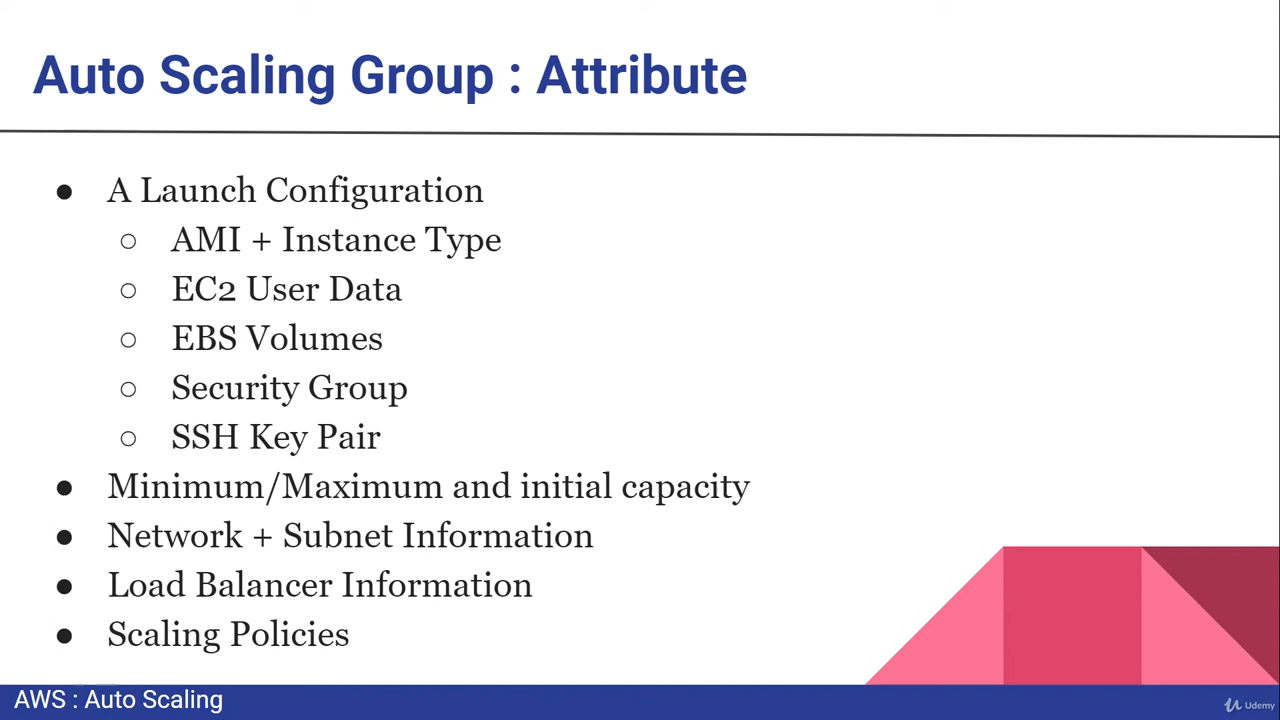 Auto Scaling Group : Attribute
● A Launch Configuration
○ AMI + Instance Type
○ EC2 User Data
○ EBS Volumes
○ Security Group
○ SSH Key Pair
● Minimum/Maximum and initial capacity
● Network + Subnet Information
● Load Balancer Information
● Scaling Policies
AWS : Auto Scaling
Udemy